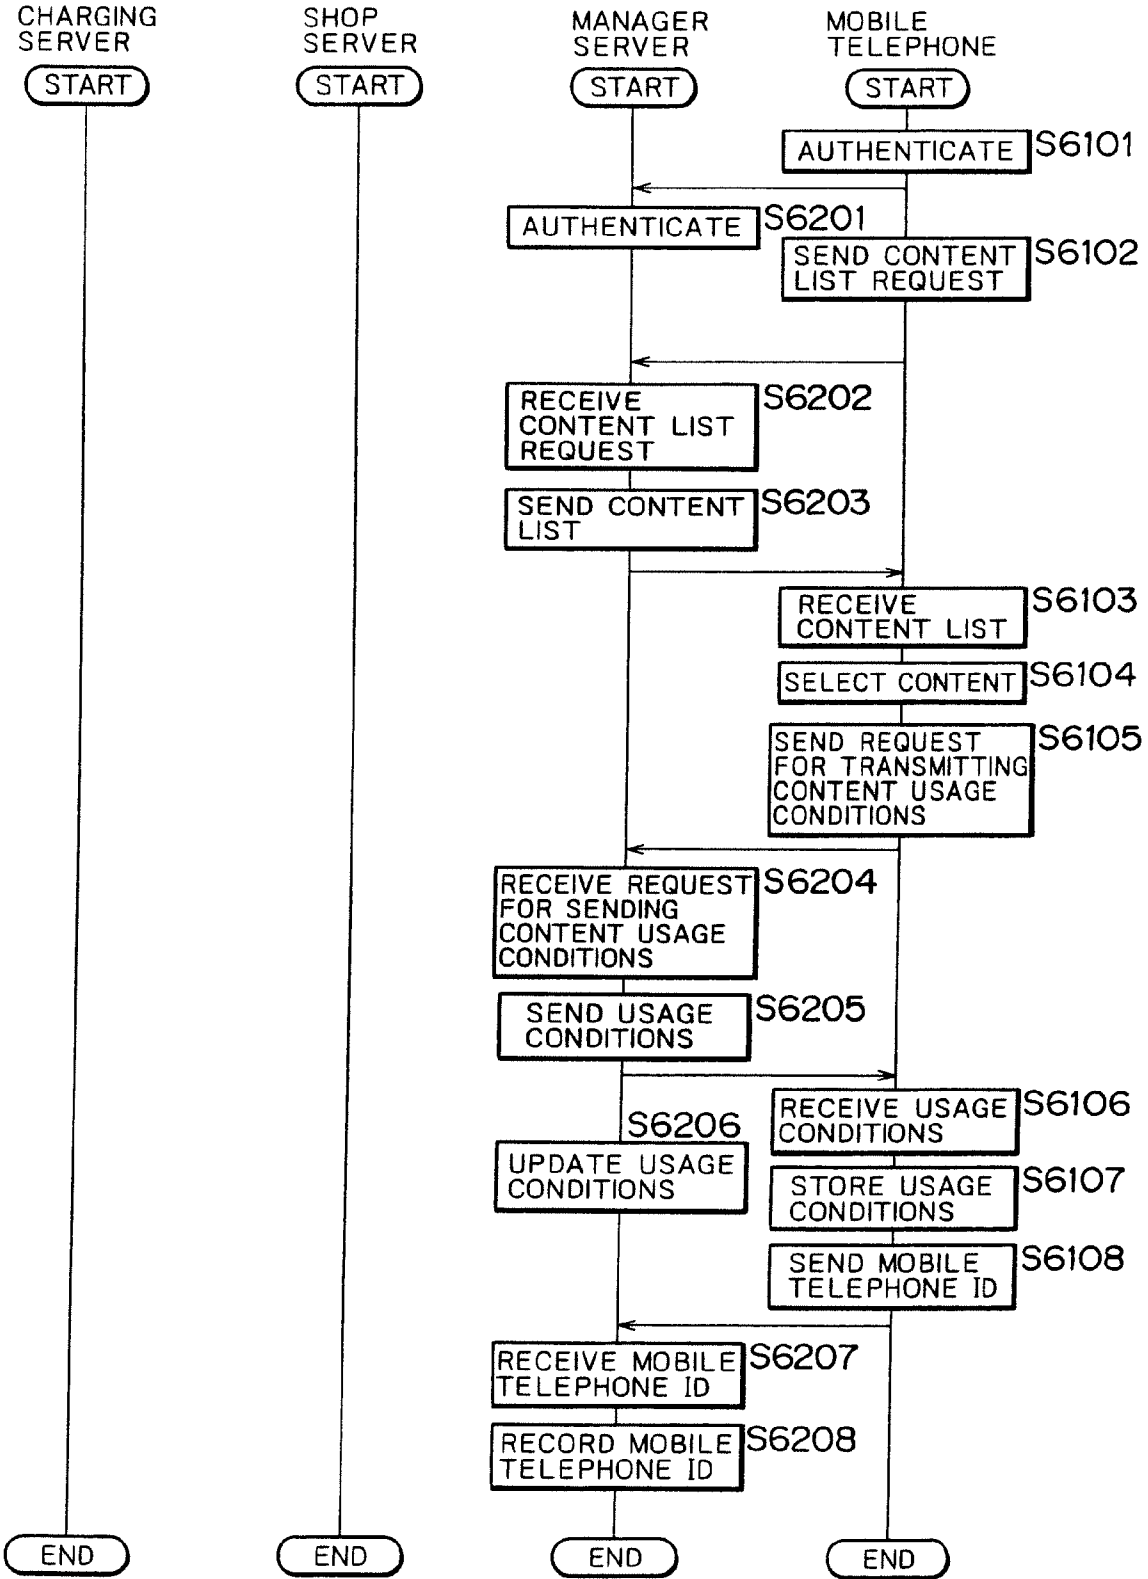 CHARGING
SERVER
SHOP
SERVER
MANAGER
SERVER
MOBILE
TELEPHONE
START
START
START
START
AUTHENTICATE
S6101
AUTHENTICATE
S6201
SEND CONTENT
LIST REQUEST
S6102
RECEIVE
CONTENT LIST
REQUEST
S6202
SEND CONTENT
LIST
S6203
RECEIVE
CONTENT LIST
S6103
SELECT CONTENT
S6104
SEND REQUEST
FOR TRANSMITTING
CONTENT USAGE
CONDITIONS
S6105
RECEIVE REQUEST
FOR SENDING
CONTENT USAGE
CONDITIONS
S6204
SEND USAGE
CONDITIONS
S6205
RECEIVE USAGE
CONDITIONS
S6106
S6206
UPDATE USAGE
CONDITIONS
STORE USAGE
CONDITIONS
S6107
SEND MOBILE
TELEPHONE ID
S6108
RECEIVE MOBILE
TELEPHONE ID
S6207
RECORD MOBILE
TELEPHONE ID
S6208
END
END
END
END